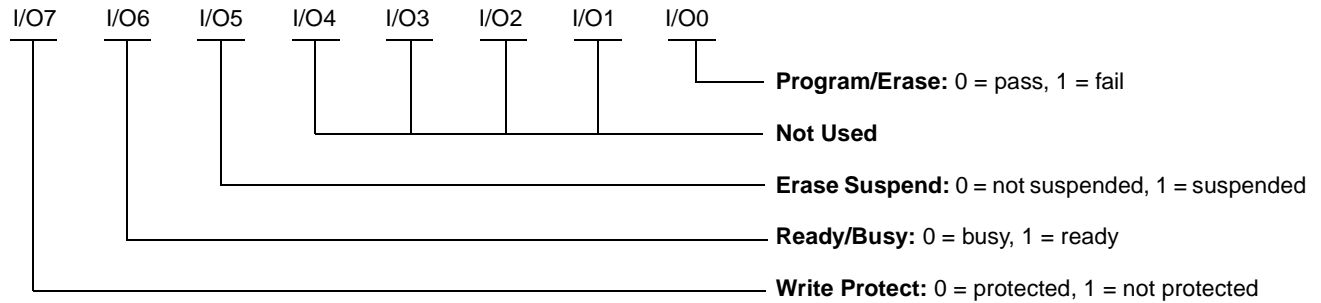 I/O7 I/O6 I/O5 I/O4 I/O3 I/O2 I/O1 I/O0
Program/Erase: 0 = pass, 1 = fail
Not Used
Erase Suspend: 0 = not suspended, 1 = suspended
Ready/Busy: 0 = busy, 1 = ready
Write Protect: 0 = protected, 1 = not protected